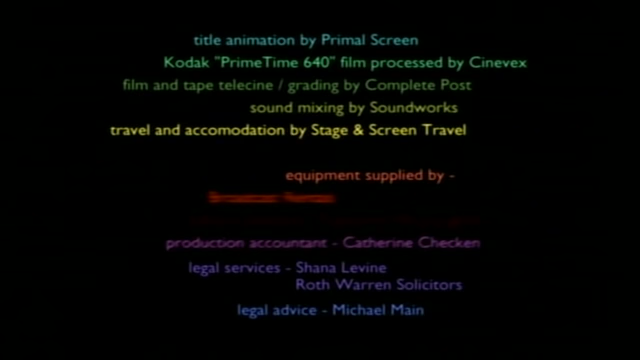 title animation by Primal Screen
Kodak "PrimeTime 640" film processed by Cinevex
film and tape telecine / grading by Complete Post
sound mixing by Soundworks
travel and accomodation by Stage & Screen Travel
equipment supplied by -
production accountant - Catherine Checken
legal services - Shana Levine
Roth Warren Solicitors
legal advice - Michael Main